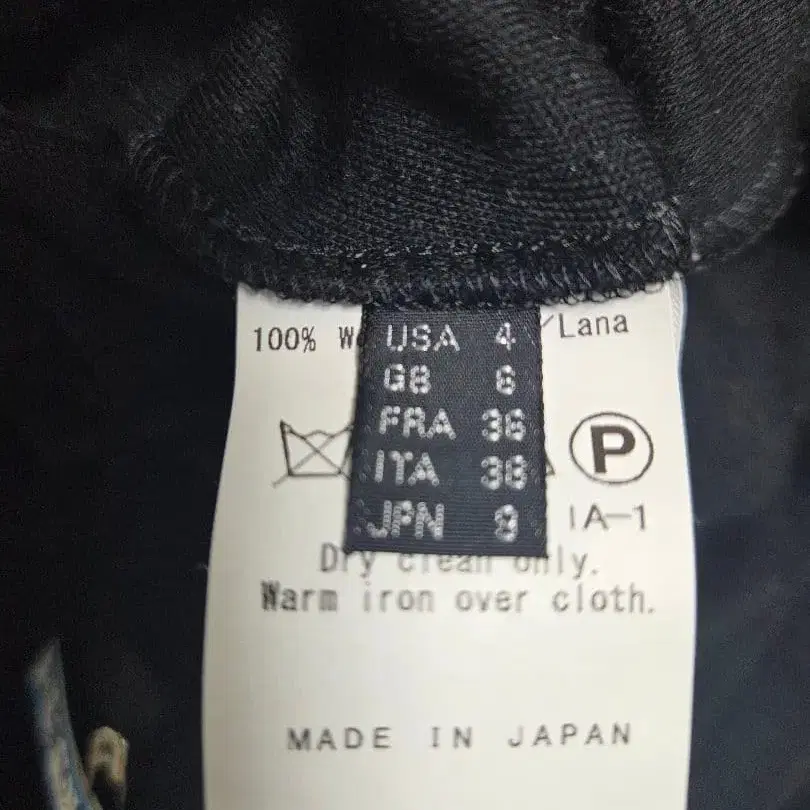 100% W /Lana
USA 4
GB 6
FRA 36
ITA 38
JPN 9
P
IA-1
Dry clean only.
Warm iron over cloth.
MADE IN JAPAN